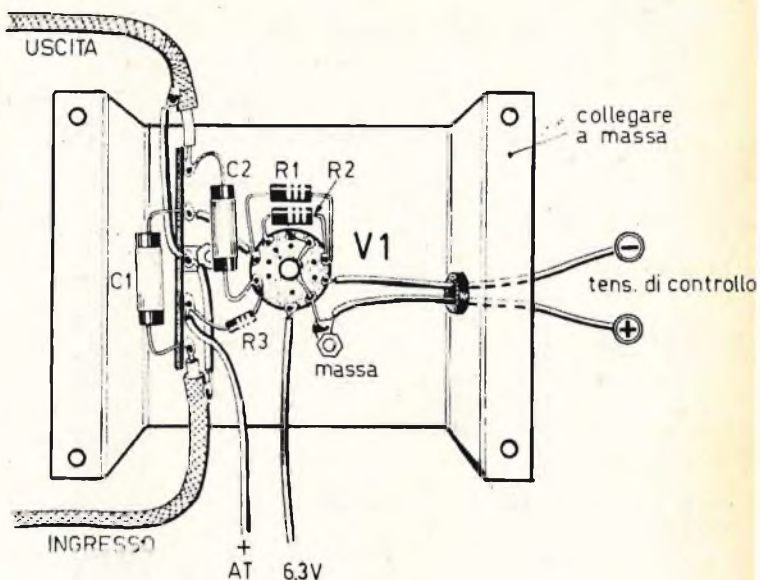 USCITA
collegare
a massa
C2
R1
R2
V1
C1
R3
massa
−
tens. di controllo
+
INGRESSO
+
AT
6,3V